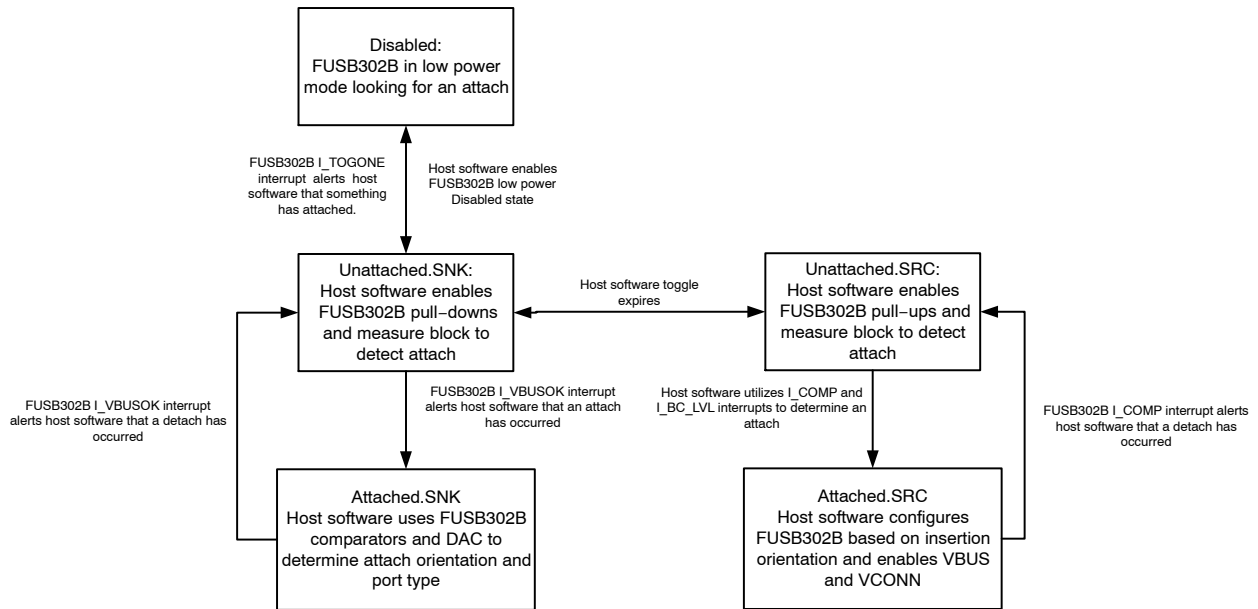 Disabled:
FUSB302B in low power
mode looking for an attach
FUSB302B I_TOGONE
interrupt alerts host
software that something
has attached.
Host software enables
FUSB302B low power
Disabled state
Unattached.SNK:
Host software enables
FUSB302B pull−downs
and measure block to
detect attach
Host software toggle
expires
Unattached.SRC:
Host software enables
FUSB302B pull−ups and
measure block to detect
attach
FUSB302B I_VBUSOK interrupt
alerts host software that a detach has
occurred
FUSB302B I_VBUSOK interrupt
alerts host software that an attach
has occurred
Host software utilizes I_COMP and
I_BC_LVL interrupts to determine an
attach
FUSB302B I_COMP interrupt alerts
host software that a detach has
occurred
Attached.SNK
Host software uses FUSB302B
comparators and DAC to
determine attach orientation and
port type
Attached.SRC
Host software configures
FUSB302B based on insertion
orientation and enables VBUS
and VCONN